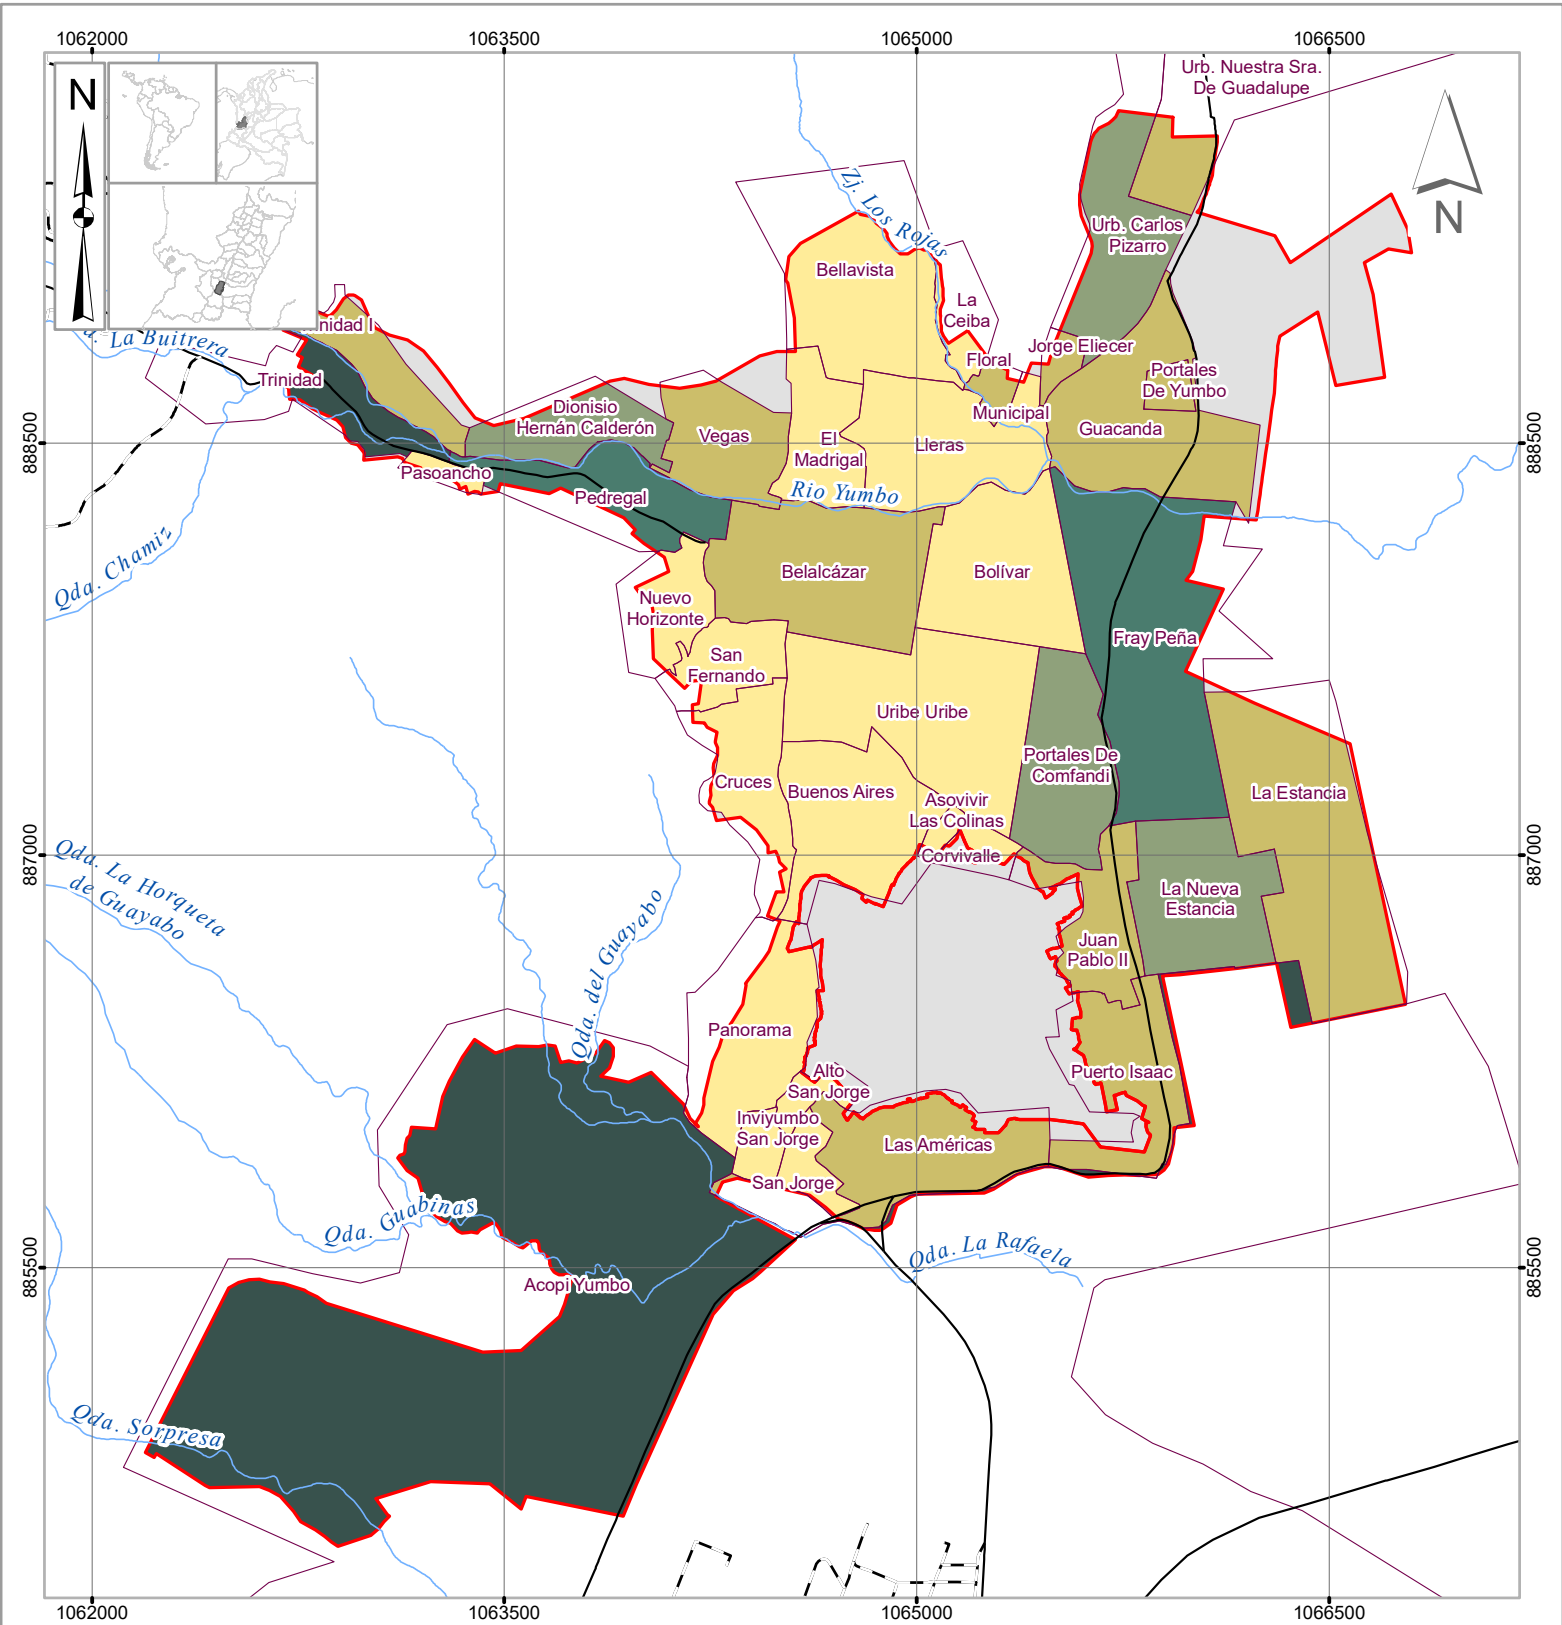 1062000
1063500
1065000
1066500
N
N
Urb. Nuestra Sra.
De Guadalupe
Zj. Los Rojas
Urb. Carlos
Pizarro
Bellavista
La
Ceiba
Floral
Jorge Eliecer
Portales
De Yumbo
La Buitrera
Trinidad
Dionisio
Hernán Calderón
Vegas
El
Madrigal
Lleras
Municipal
Guacanda
888500
888500
Pasoancho
Pedregal
Rio Yumbo
Qda. Chamiz
Belalcázar
Bolívar
Nuevo
Horizonte
Fray Peña
San
Fernando
Uribe Uribe
Portales De
Comfandi
Cruces
Buenos Aires
Asovivir
Las Colinas
La Estancia
887000
887000
Corvivalle
Qda. La Horqueta
de Guayabo
La Nueva
Estancia
Juan
Pablo II
Qda. del Guayabo
Panorama
Alto
San Jorge
Puerto Isaac
Inviyumbo
San Jorge
Las Américas
San Jorge
Qda. Guabinas
Qda. La Rafaela
885500
885500
Acopi Yumbo
Qda. Sorpresa
1062000
1063500
1065000
1066500